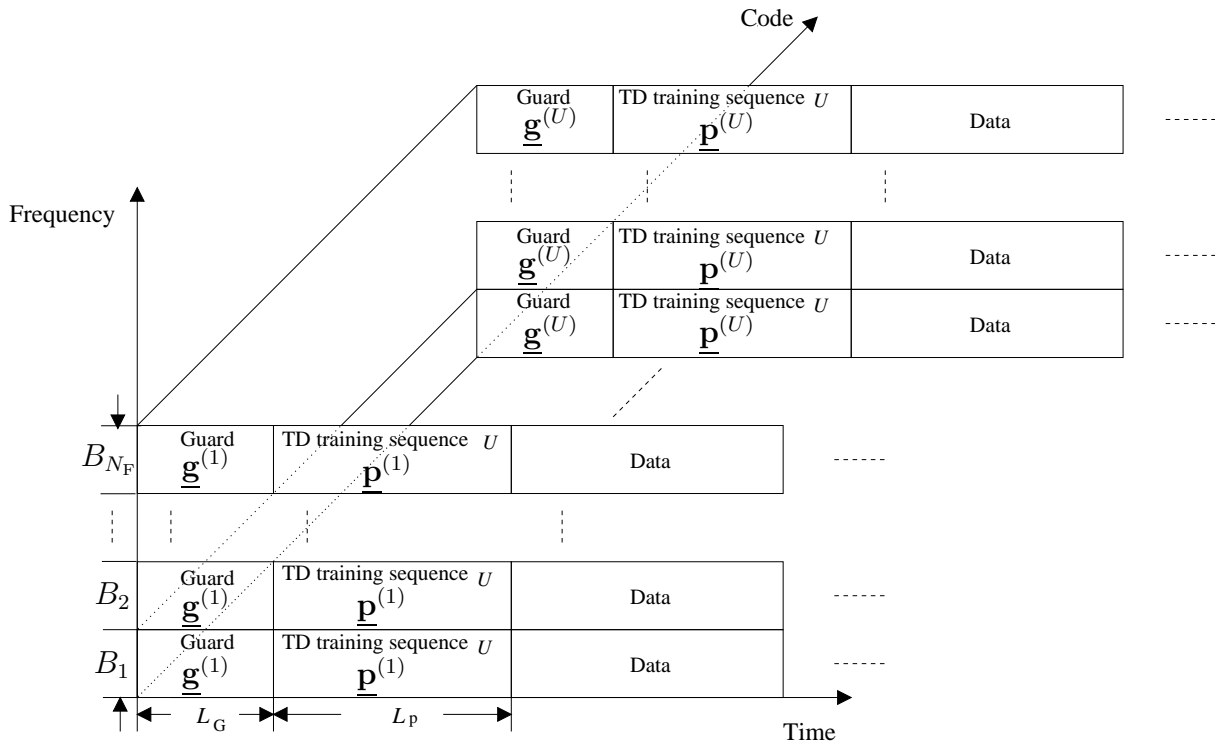 Code
Guard TD training sequence U
g^(U) p^(U) Data
Frequency
Guard TD training sequence U
g^(U) p^(U) Data
Guard TD training sequence U
g^(U) p^(U) Data
B_{N_F} Guard TD training sequence U
g^(1) p^(1) Data
B_2 Guard TD training sequence U
g^(1) p^(1) Data
B_1 Guard TD training sequence U
g^(1) p^(1) Data
L_G L_p Time